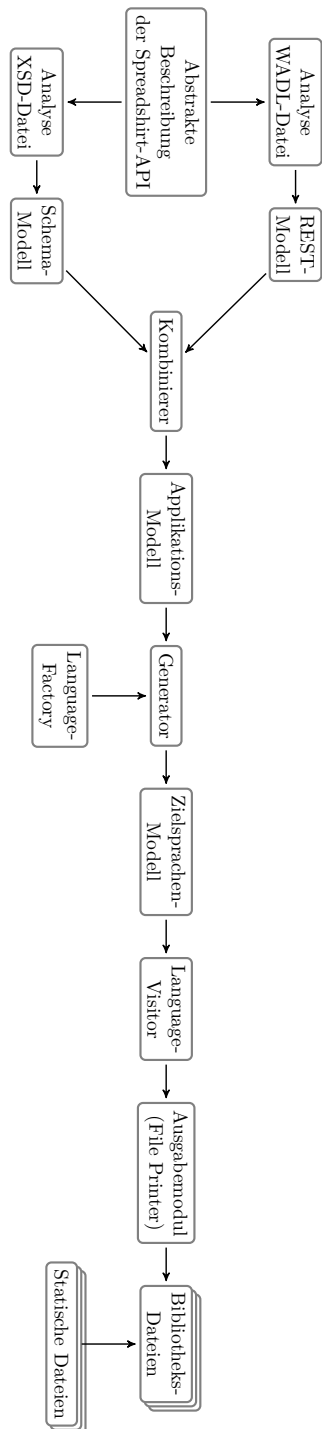 Abstrakte
Beschreibung
der Spreadshirt-API
Analyse
WADL-Datei
REST-
Modell
Analyse
XSD-Datei
Schema-
Modell
Kombinierer
Applikations-
Modell
Generator
Language-
Factory
Zielsprachen-
Modell
Language-
Visitor
Ausgabemodul
(File Printer)
Bibliotheks-
Dateien
Statische Dateien